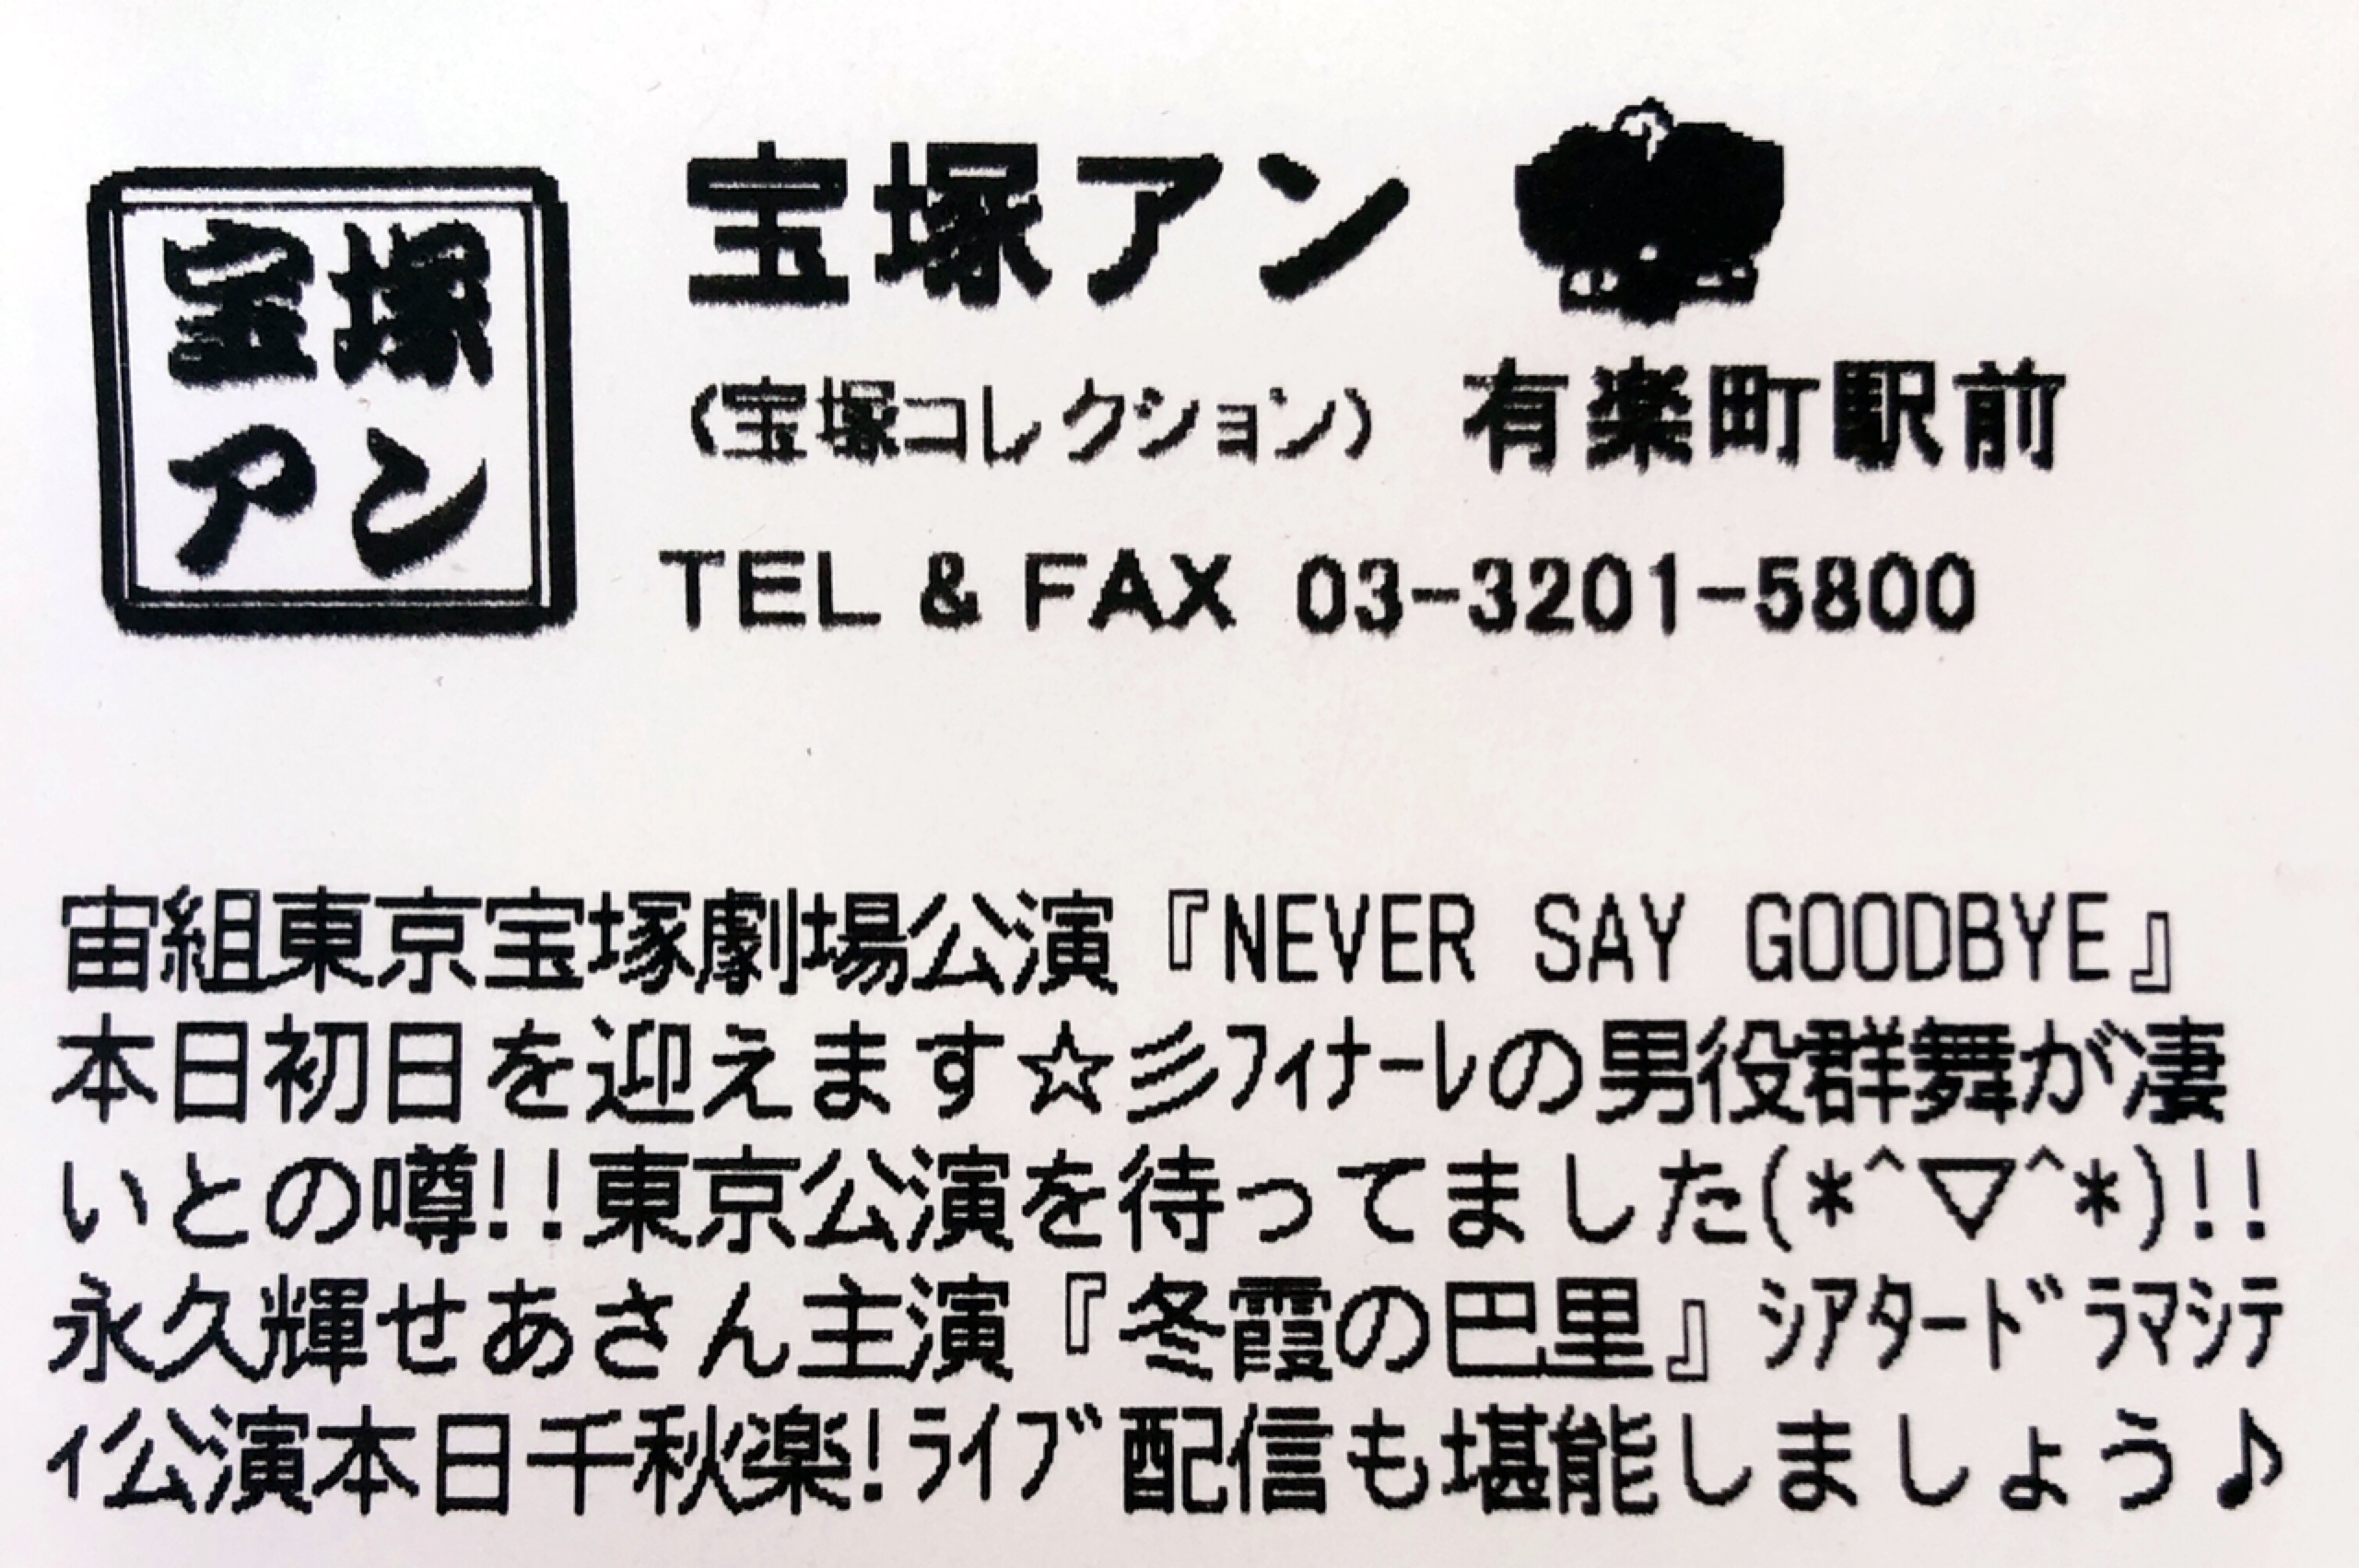 宝塚
アン
宝塚アン
(宝塚コレクション) 有楽町駅前
TEL & FAX 03-3201-5800
宙組東京宝塚劇場公演『NEVER SAY GOODBYE』
本日初日を迎えます☆彡ﾌｨﾅｰﾚの男役群舞が凄
いとの噂!!東京公演を待ってました(*^▽^*)!!
永久輝せあさん主演『冬霞の巴里』ｼｱﾀｰﾄﾞﾗﾏｼﾃ
ｨ公演本日千秋楽!ﾗｲﾌﾞ配信も堪能しましょう♪